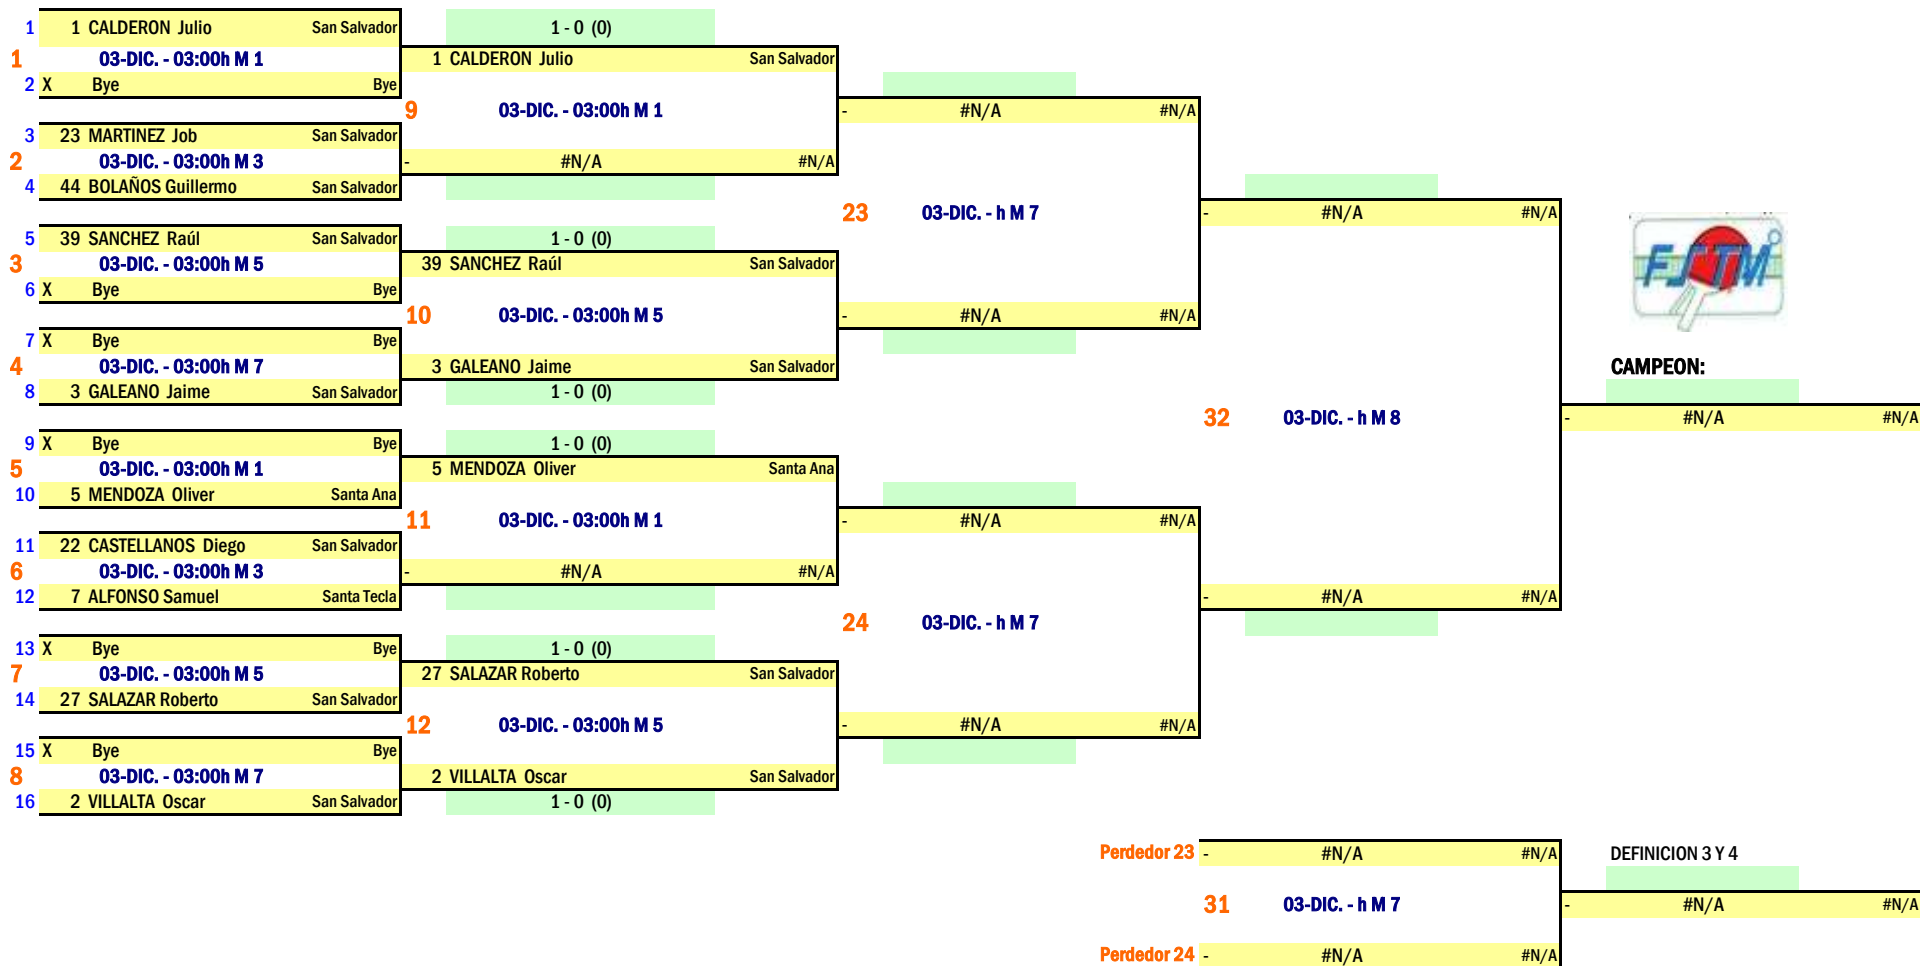 1 1 CALDERON Julio San Salvador
1 03-DIC. - 03:00h M 1
2 X Bye Bye
3 23 MARTINEZ Job San Salvador
2 03-DIC. - 03:00h M 3
4 44 BOLAÑOS Guillermo San Salvador
5 39 SANCHEZ Raúl San Salvador
3 03-DIC. - 03:00h M 5
6 X Bye Bye
7 X Bye Bye
4 03-DIC. - 03:00h M 7
8 3 GALEANO Jaime San Salvador
9 X Bye Bye
5 03-DIC. - 03:00h M 1
10 5 MENDOZA Oliver Santa Ana
11 22 CASTELLANOS Diego San Salvador
6 03-DIC. - 03:00h M 3
12 7 ALFONSO Samuel Santa Tecla
13 X Bye Bye
7 03-DIC. - 03:00h M 5
14 27 SALAZAR Roberto San Salvador
15 X Bye Bye
8 03-DIC. - 03:00h M 7
16 2 VILLALTA Oscar San Salvador
1 - 0 (0)
1 CALDERON Julio San Salvador
9 03-DIC. - 03:00h M 1
- #N/A #N/A
1 - 0 (0)
39 SANCHEZ Raúl San Salvador
10 03-DIC. - 03:00h M 5
3 GALEANO Jaime San Salvador
1 - 0 (0)
1 - 0 (0)
5 MENDOZA Oliver Santa Ana
11 03-DIC. - 03:00h M 1
- #N/A #N/A
1 - 0 (0)
27 SALAZAR Roberto San Salvador
12 03-DIC. - 03:00h M 5
2 VILLALTA Oscar San Salvador
1 - 0 (0)
- #N/A #N/A
23 03-DIC. - h M 7
- #N/A #N/A
- #N/A #N/A
24 03-DIC. - h M 7
- #N/A #N/A
- #N/A #N/A
32 03-DIC. - h M 8
- #N/A #N/A
FSTM
CAMPEON:
- #N/A #N/A
Perdedor 23 - #N/A #N/A
31 03-DIC. - h M 7
Perdedor 24 - #N/A #N/A
DEFINICION 3 Y 4
- #N/A #N/A